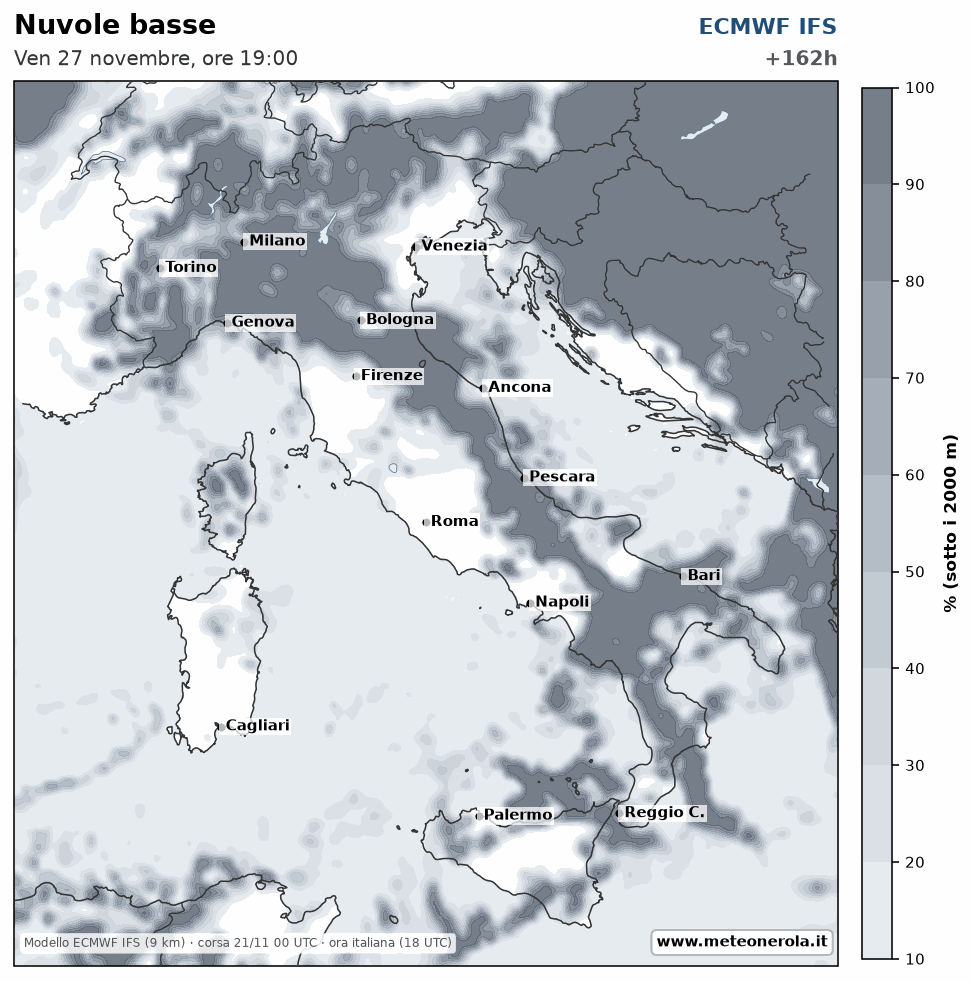 Nuvole basse
ECMWF IFS
Ven 27 novembre, ore 19:00
+162h
100
90
80
70
60
50
40
30
20
10
% (sotto i 2000 m)
Milano
Venezia
Torino
Genova
Bologna
Firenze
Ancona
Pescara
Roma
Bari
Napoli
Cagliari
Palermo
Reggio C.
Modello ECMWF IFS (9 km) · corsa 21/11 00 UTC · ora italiana (18 UTC)
www.meteonerola.it